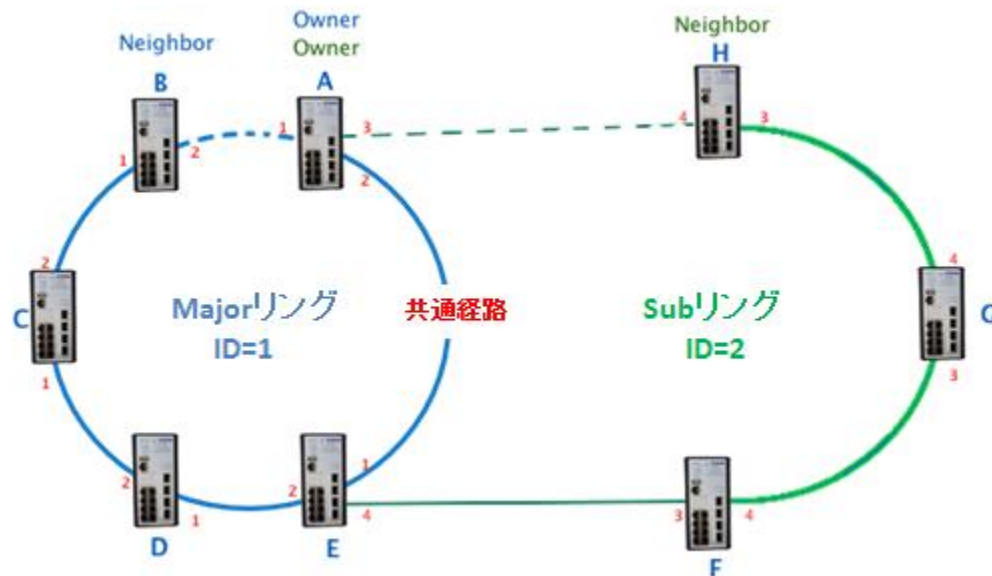 Owner
Neighbor
Owner
Neighbor
B
A
H
1
2
1
3
2
4
3
2
C
1
Majorリング
ID=1
共通経路
Subリング
ID=2
4
3
2
1
D
2
1
4
E
3
4
F